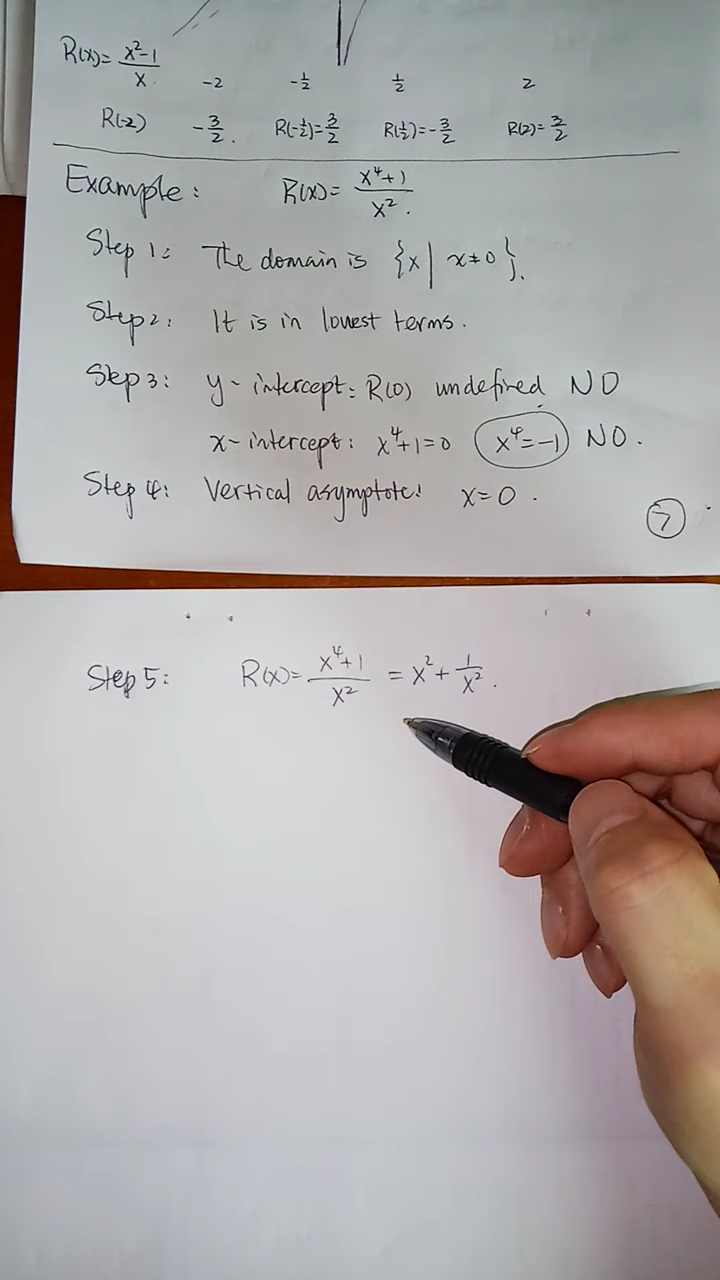 R(x) = x²-1 / x
-2 -1/2 1/2 2
R(-2) -3/2. R(-1/2)=3/2 R(1/2)=-3/2 R(2)=3/2
Example: R(x)= x⁴+1 / x².
Step 1: The domain is {x | x≠0}.
Step 2: It is in lowest terms.
Step 3: y-intercept: R(0) undefined NO
x-intercept: x⁴+1=0 x⁴=-1 NO.
Step 4: Vertical asymptote: x=0.
7
Step 5: R(x)= x⁴+1 / x² = x² + 1/x².